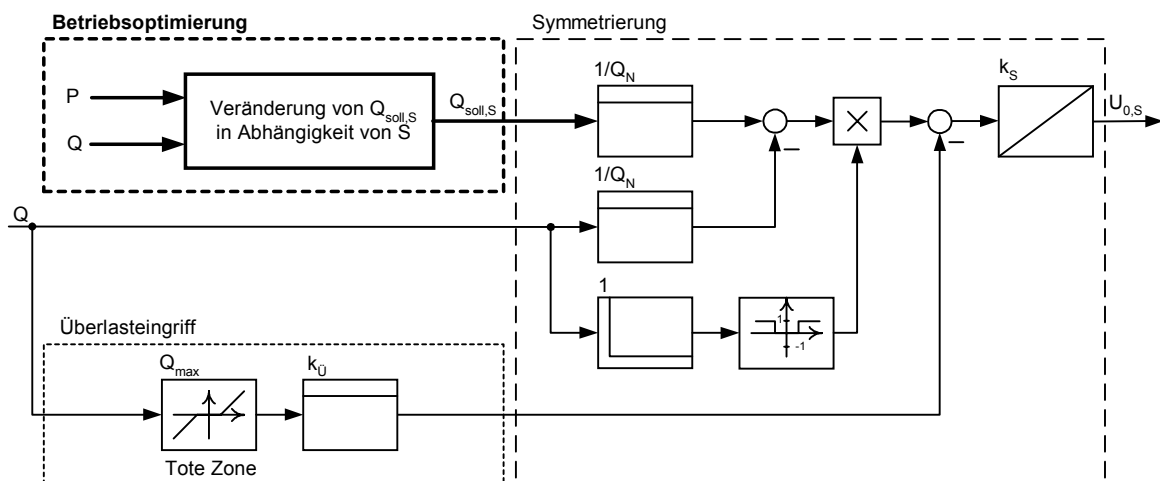 Betriebsoptimierung
Symmetrierung
P
Q
Veränderung von Q_soll,S
in Abhängigkeit von S
Q_soll,S
1/Q_N
k_S
U_0,S
–
–
1/Q_N
Q
1
1
-1
Überlasteingriff
Q_max
k_Ü
Tote Zone